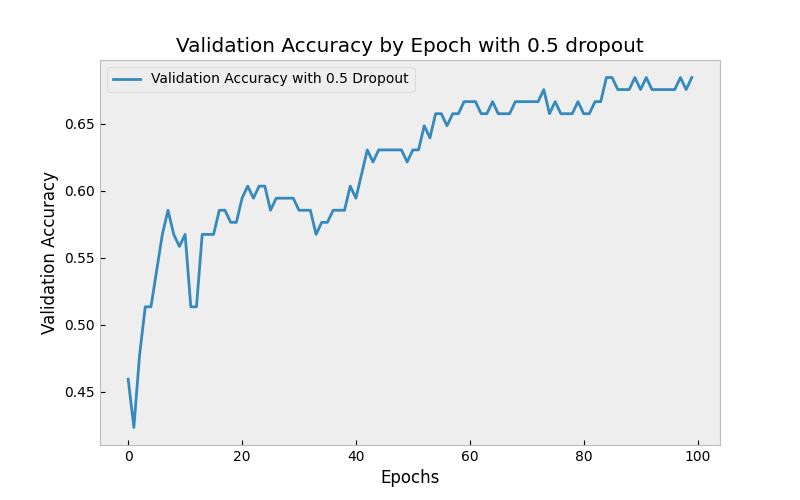 Validation Accuracy by Epoch with 0.5 dropout
Validation Accuracy with 0.5 Dropout
Validation Accuracy
0.65
0.60
0.55
0.50
0.45
0 20 40 60 80 100
Epochs